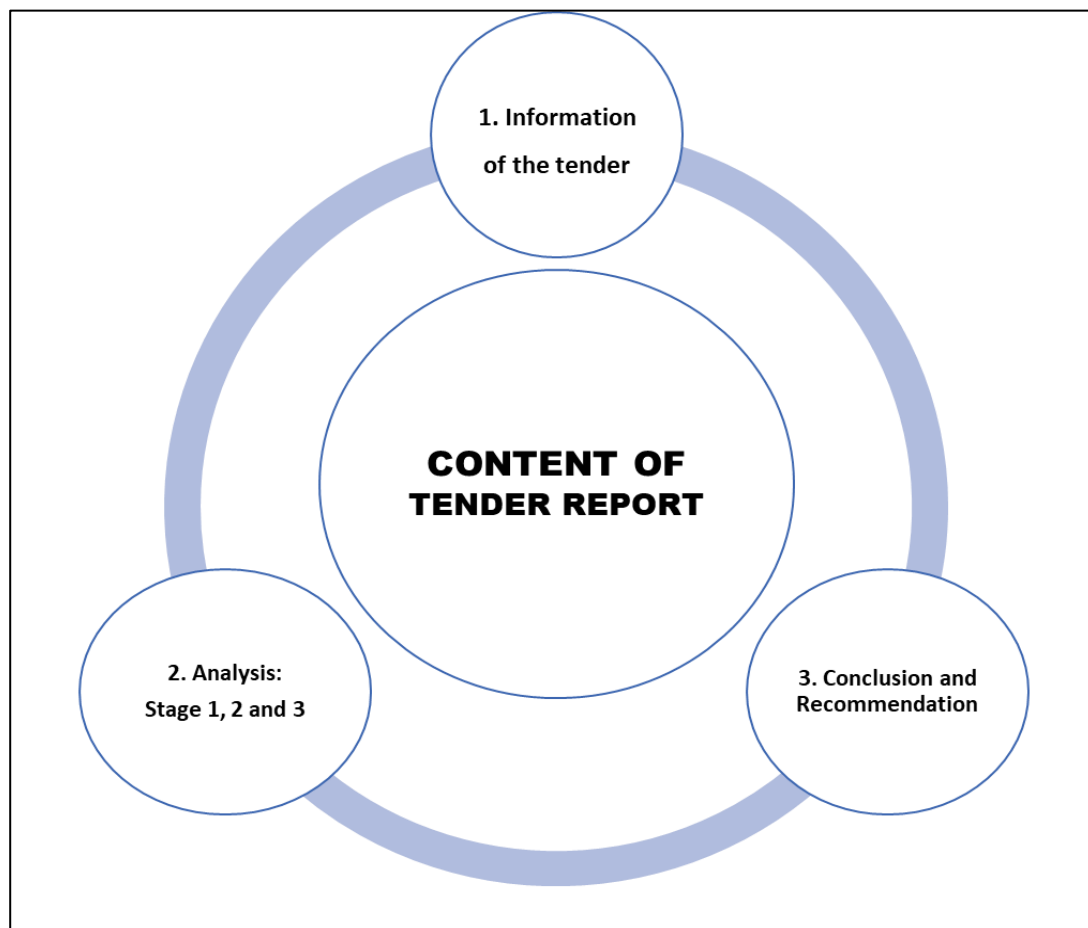 1. Information
of the tender
CONTENT OF
TENDER REPORT
2. Analysis:
Stage 1, 2 and 3
3. Conclusion and
Recommendation